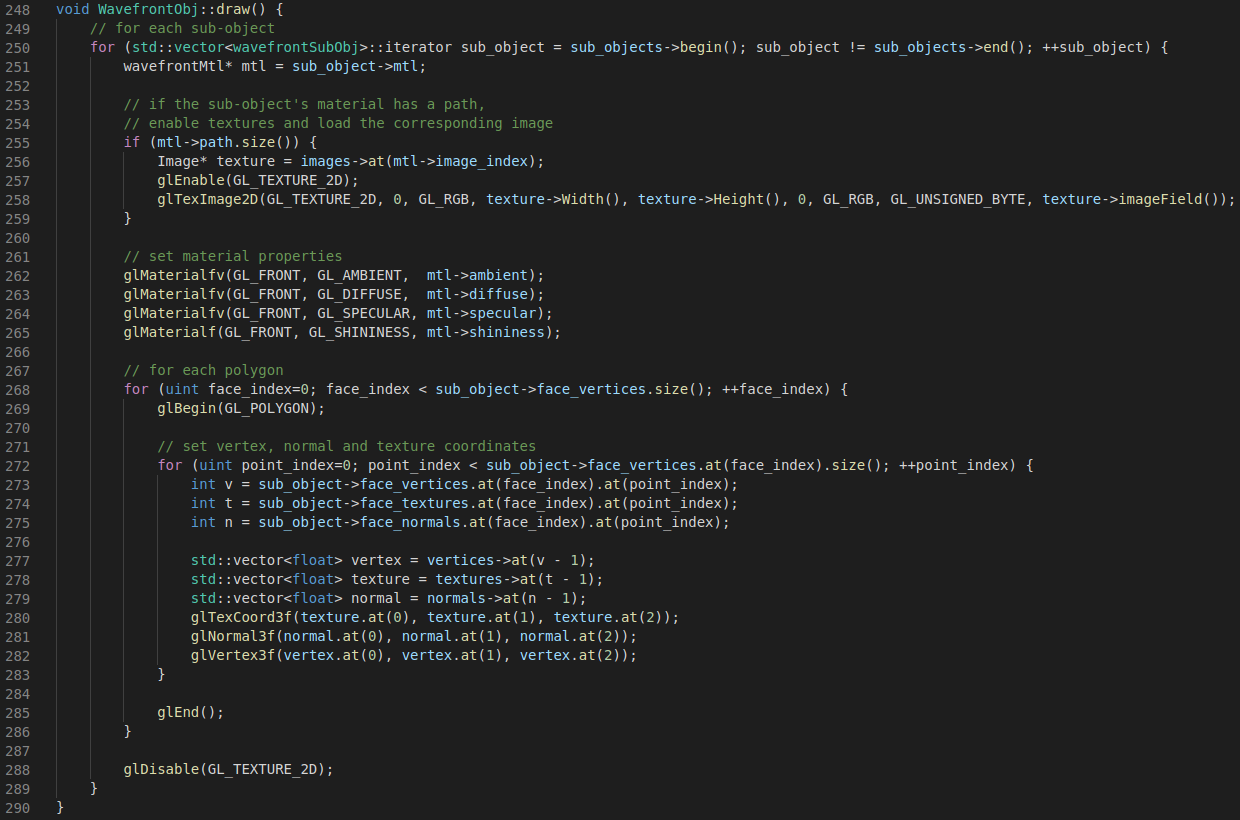 248 void WavefrontObj::draw() {
249     // for each sub-object
250     for (std::vector<wavefrontSubObj>::iterator sub_object = sub_objects->begin(); sub_object != sub_objects->end(); ++sub_object) {
251         wavefrontMtl* mtl = sub_object->mtl;
252
253         // if the sub-object's material has a path,
254         // enable textures and load the corresponding image
255         if (mtl->path.size()) {
256             Image* texture = images->at(mtl->image_index);
257             glEnable(GL_TEXTURE_2D);
258             glTexImage2D(GL_TEXTURE_2D, 0, GL_RGB, texture->Width(), texture->Height(), 0, GL_RGB, GL_UNSIGNED_BYTE, texture->imageField());
259         }
260
261         // set material properties
262         glMaterialfv(GL_FRONT, GL_AMBIENT,  mtl->ambient);
263         glMaterialfv(GL_FRONT, GL_DIFFUSE,  mtl->diffuse);
264         glMaterialfv(GL_FRONT, GL_SPECULAR, mtl->specular);
265         glMaterialf(GL_FRONT, GL_SHININESS, mtl->shininess);
266
267         // for each polygon
268         for (uint face_index=0; face_index < sub_object->face_vertices.size(); ++face_index) {
269             glBegin(GL_POLYGON);
270
271             // set vertex, normal and texture coordinates
272             for (uint point_index=0; point_index < sub_object->face_vertices.at(face_index).size(); ++point_index) {
273                 int v = sub_object->face_vertices.at(face_index).at(point_index);
274                 int t = sub_object->face_textures.at(face_index).at(point_index);
275                 int n = sub_object->face_normals.at(face_index).at(point_index);
276
277                 std::vector<float> vertex = vertices->at(v - 1);
278                 std::vector<float> texture = textures->at(t - 1);
279                 std::vector<float> normal = normals->at(n - 1);
280                 glTexCoord3f(texture.at(0), texture.at(1), texture.at(2));
281                 glNormal3f(normal.at(0), normal.at(1), normal.at(2));
282                 glVertex3f(vertex.at(0), vertex.at(1), vertex.at(2));
283             }
284
285             glEnd();
286         }
287
288         glDisable(GL_TEXTURE_2D);
289     }
290 }